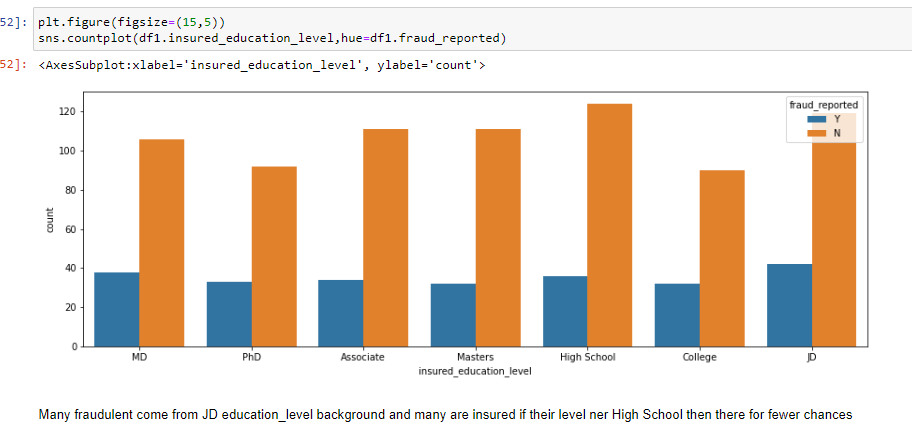 52]: plt.figure(figsize=(15,5))
sns.countplot(df1.insured_education_level,hue=df1.fraud_reported)
52]: <AxesSubplot:xlabel='insured_education_level', ylabel='count'>
fraud_reported
Y
N
120
100
80
60
40
20
0
count
MD PhD Associate Masters High School College JD
insured_education_level
Many fraudulent come from JD education_level background and many are insured if their level ner High School then there for fewer chances